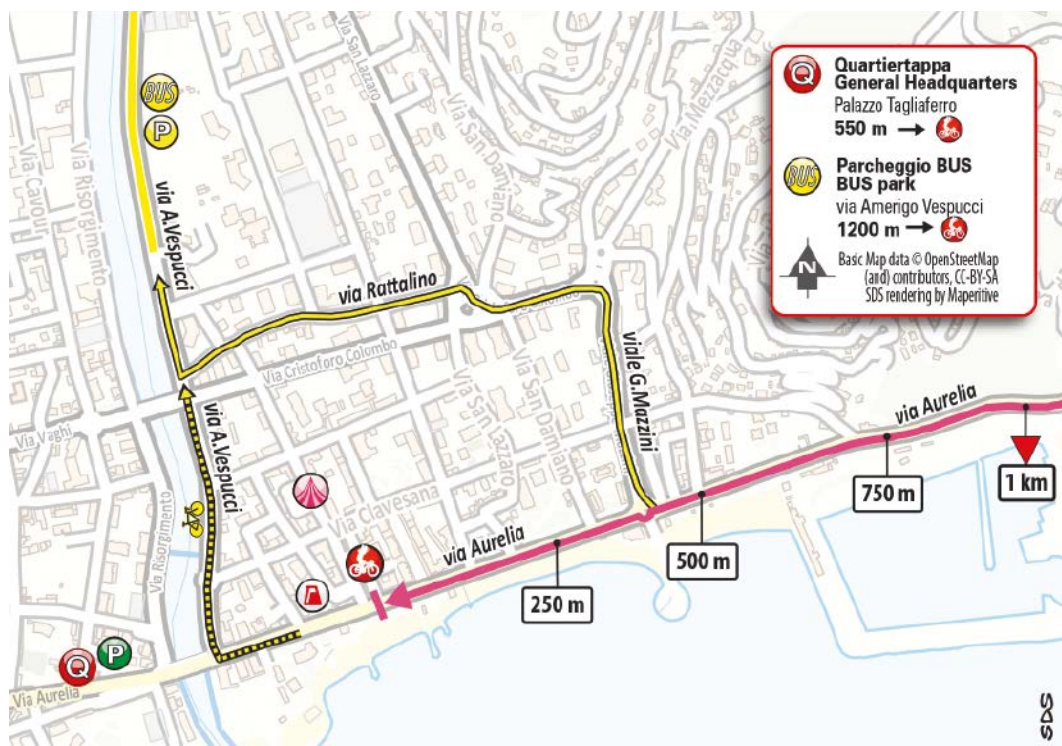 Q
Quartiertappa
General Headquarters
Palazzo Tagliaferro
550 m
BUS
Parcheggio BUS
BUS park
via Amerigo Vespucci
1200 m
N
Basic Map data © OpenStreetMap
(and) contributors, CC-BY-SA
SDS rendering by Maperitive
BUS
P
Via Cavour
Via Risorgimento
via A.Vespucci
Via San Lazzaro
Via San Damiano
Via Mezzacqua
via Rattalino
Via Cristoforo Colombo
Colombo
viale G.Mazzini
Via Vaghi
via A.Vespucci
Via Risorgimento
Via San Lazzaro
Via San Damiano
Via Clavesana
via Aurelia
via Aurelia
1 km
750 m
500 m
250 m
Q
P
Via Aurelia
SDS